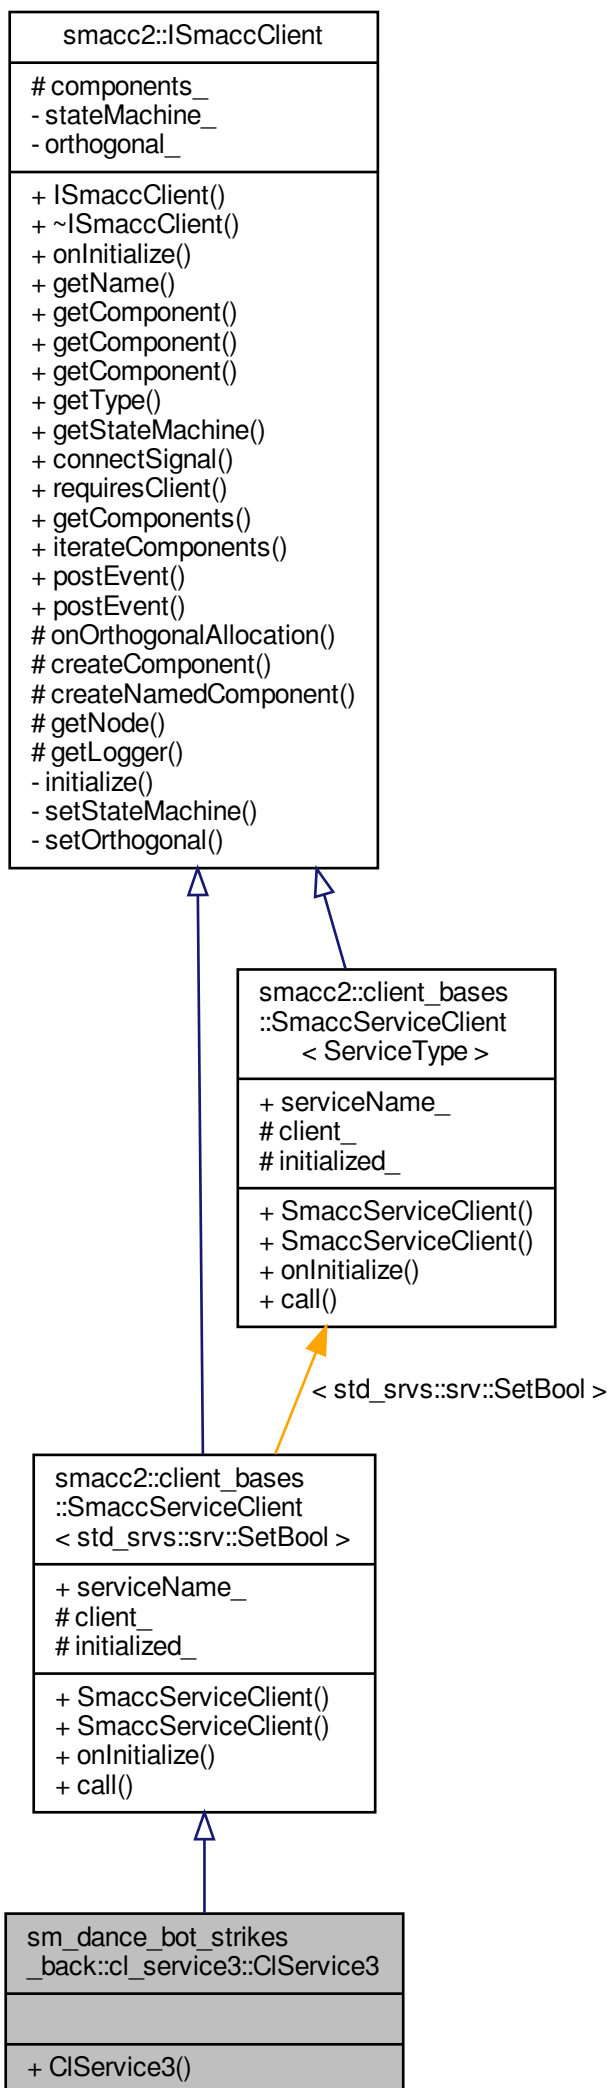 smacc2::ISmaccClient
# components_
- stateMachine_
- orthogonal_
+ ISmaccClient()
+ ~ISmaccClient()
+ onInitialize()
+ getName()
+ getComponent()
+ getComponent()
+ getComponent()
+ getType()
+ getStateMachine()
+ connectSignal()
+ requiresClient()
+ getComponents()
+ iterateComponents()
+ postEvent()
+ postEvent()
# onOrthogonalAllocation()
# createComponent()
# createNamedComponent()
# getNode()
# getLogger()
- initialize()
- setStateMachine()
- setOrthogonal()
smacc2::client_bases
::SmaccServiceClient
< ServiceType >
+ serviceName_
# client_
# initialized_
+ SmaccServiceClient()
+ SmaccServiceClient()
+ onInitialize()
+ call()
< std_srvs::srv::SetBool >
smacc2::client_bases
::SmaccServiceClient
< std_srvs::srv::SetBool >
+ serviceName_
# client_
# initialized_
+ SmaccServiceClient()
+ SmaccServiceClient()
+ onInitialize()
+ call()
sm_dance_bot_strikes
_back::cl_service3::ClService3
+ ClService3()